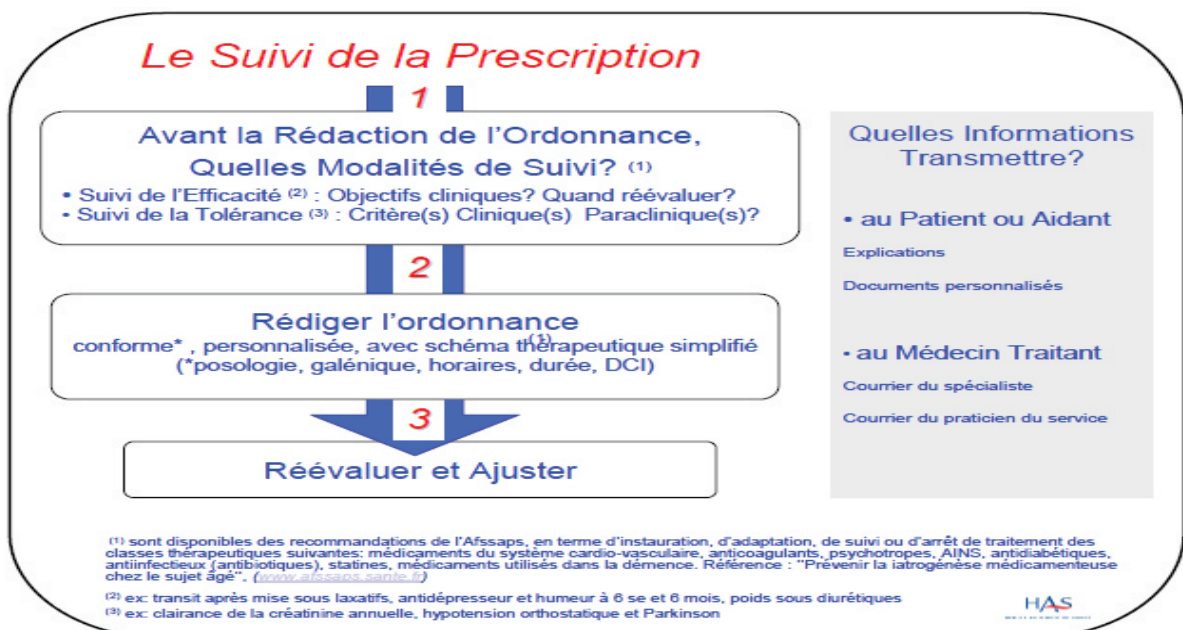 Le Suivi de la Prescription
1
Avant la Rédaction de l'Ordonnance,
Quelles Modalités de Suivi? (1)
• Suivi de l'Efficacité (2) : Objectifs cliniques? Quand réévaluer?
• Suivi de la Tolérance (3) : Critère(s) Clinique(s) Paraclinique(s)?
2
Rédiger l'ordonnance
conforme* , personnalisée, avec schéma thérapeutique simplifié (1)
(*posologie, galénique, horaires, durée, DCI)
3
Réévaluer et Ajuster
Quelles Informations
Transmettre?
• au Patient ou Aidant
Explications
Documents personnalisés
• au Médecin Traitant
Courrier du spécialiste
Courrier du praticien du service
(1) sont disponibles des recommandations de l'Afssaps, en terme d'instauration, d'adaptation, de suivi ou d'arrêt de traitement des
classes thérapeutiques suivantes: médicaments du système cardio-vasculaire, anticoagulants, psychotropes, AINS, antidiabétiques,
antiinfectieux (antibiotiques), statines, médicaments utilisés dans la démence. Référence : "Prévenir la iatrogénèse médicamenteuse
chez le sujet âgé". (www.afssaps.sante.fr)
(2) ex: transit après mise sous laxatifs, antidépresseur et humeur à 6 se et 6 mois, poids sous diurétiques
(3) ex: clairance de la créatinine annuelle, hypotension orthostatique et Parkinson
HAS